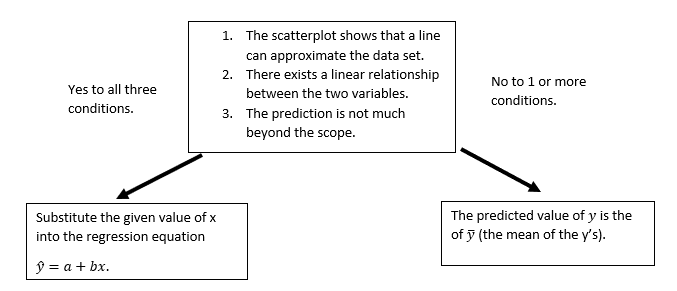 1. The scatterplot shows that a line
can approximate the data set.
2. There exists a linear relationship
between the two variables.
3. The prediction is not much
beyond the scope.
Yes to all three
conditions.
No to 1 or more
conditions.
Substitute the given value of x
into the regression equation
ŷ = a + bx.
The predicted value of y is the
of ȳ (the mean of the y’s).